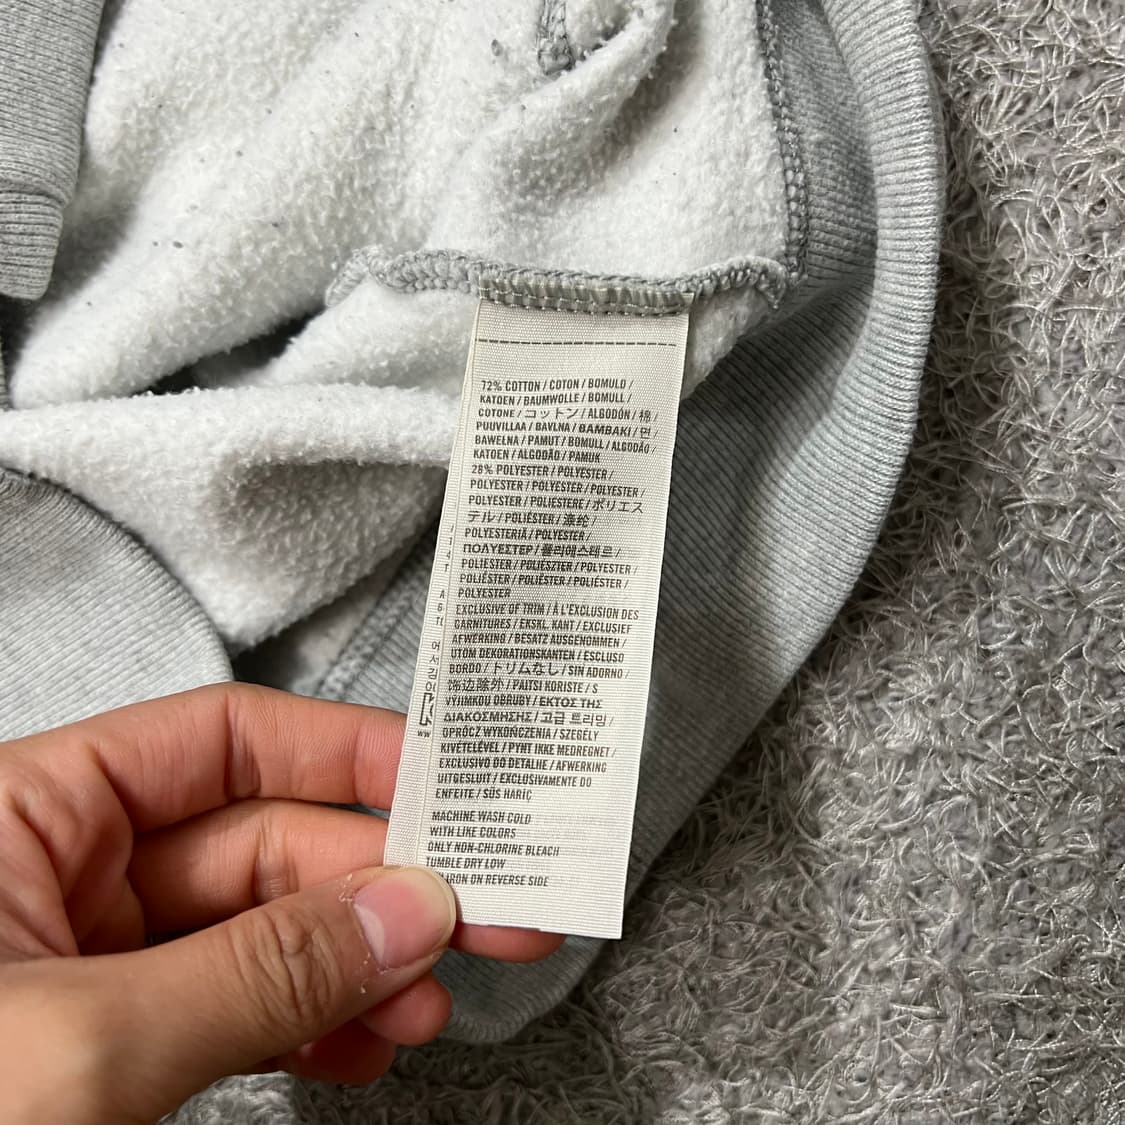 72% COTTON / COTON / BOMULD /
KATOEN / BAUMWOLLE / BOMULL /
COTONE / コットン / ALGODÓN / 棉 /
PUUVILLAA / BAVLNA / BAMBAKI / 면
BAWEŁNA / PAMUT / BOMULL / ALGODÃO /
KATOEN / ALGODÃO / PAMUK
28% POLYESTER / POLYESTER /
POLYESTER / POLYESTER / POLYESTER /
POLYESTER / POLIESTERE / ポリエス
テル / POLIÉSTER / 涤纶 /
POLYESTERIA / POLYESTER /
ΠΟΛΥΕΣΤΕΡ / 폴리에스테르 /
POLIESTER / POLIÉSZTER / POLYESTER /
POLIÉSTER / POLIÉSTER / POLIÉSTER /
POLYESTER
EXCLUSIVE OF TRIM / À L'EXCLUSION DES
GARNITURES / EKSKL. KANT / EXCLUSIEF
AFWERKING / BESATZ AUSGENOMMEN /
UTOM DEKORATIONSKANTEN / ESCLUSO
BORDO / トリムなし / SIN ADORNO /
饰边除外 / PAITSI KORISTE / S
VÝJIMKOU OBRUBY / ΕΚΤΟΣ ΤΗΣ
ΔΙΑΚΟΣΜΗΣΗΣ / 고급 트리밍 /
OPRÓCZ WYKOŃCZENIA / SZEGÉLY
KIVÉTELÉVEL / PYNT IKKE MEDREGNET /
EXCLUSIVO DO DETALHE / AFWERKING
UITGESLUIT / EXCLUSIVAMENTE DO
ENFEITE / SÜS HARİÇ
MACHINE WASH COLD
WITH LIKE COLORS
ONLY NON-CHLORINE BLEACH
TUMBLE DRY LOW
IRON ON REVERSE SIDE